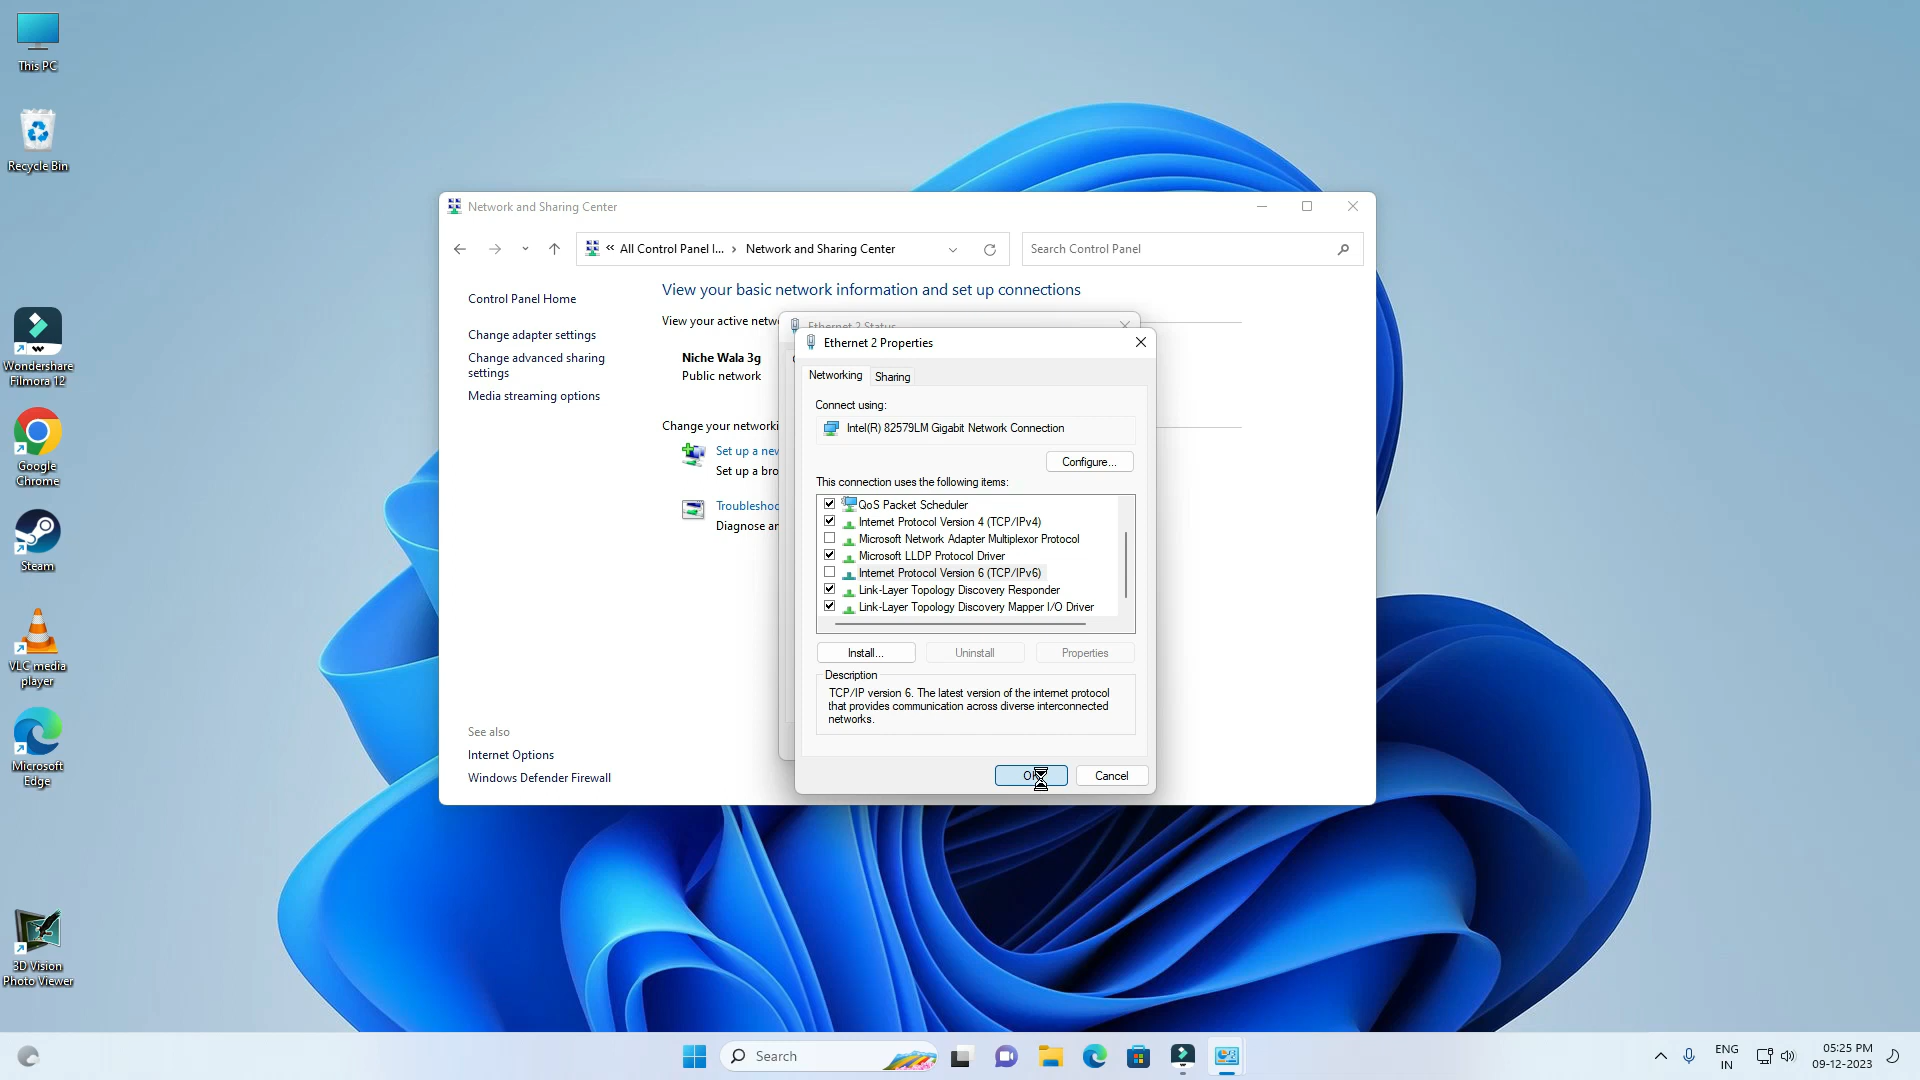 This PC
Recycle Bin
Wondershare
Filmora 12
Google
Chrome
Steam
VLC media
player
Microsoft
Edge
3D Vision
Photo Viewer
Network and Sharing Center
« All Control Panel I... › Network and Sharing Center
Search Control Panel
Control Panel Home
Change adapter settings
Change advanced sharing
settings
Media streaming options
See also
Internet Options
Windows Defender Firewall
View your basic network information and set up connections
View your active netw
Niche Wala 3g
Public network
Change your networki
Set up a nev
Set up a bro
Troubleshoo
Diagnose an
Ethernet 2 Status
Ethernet 2 Properties
Networking
Sharing
Connect using:
Intel(R) 82579LM Gigabit Network Connection
Configure...
This connection uses the following items:
QoS Packet Scheduler
Internet Protocol Version 4 (TCP/IPv4)
Microsoft Network Adapter Multiplexor Protocol
Microsoft LLDP Protocol Driver
Internet Protocol Version 6 (TCP/IPv6)
Link-Layer Topology Discovery Responder
Link-Layer Topology Discovery Mapper I/O Driver
Install...
Uninstall
Properties
Description
TCP/IP version 6. The latest version of the internet protocol
that provides communication across diverse interconnected
networks.
Cancel
Search
ENG
IN
05:25 PM
09-12-2023